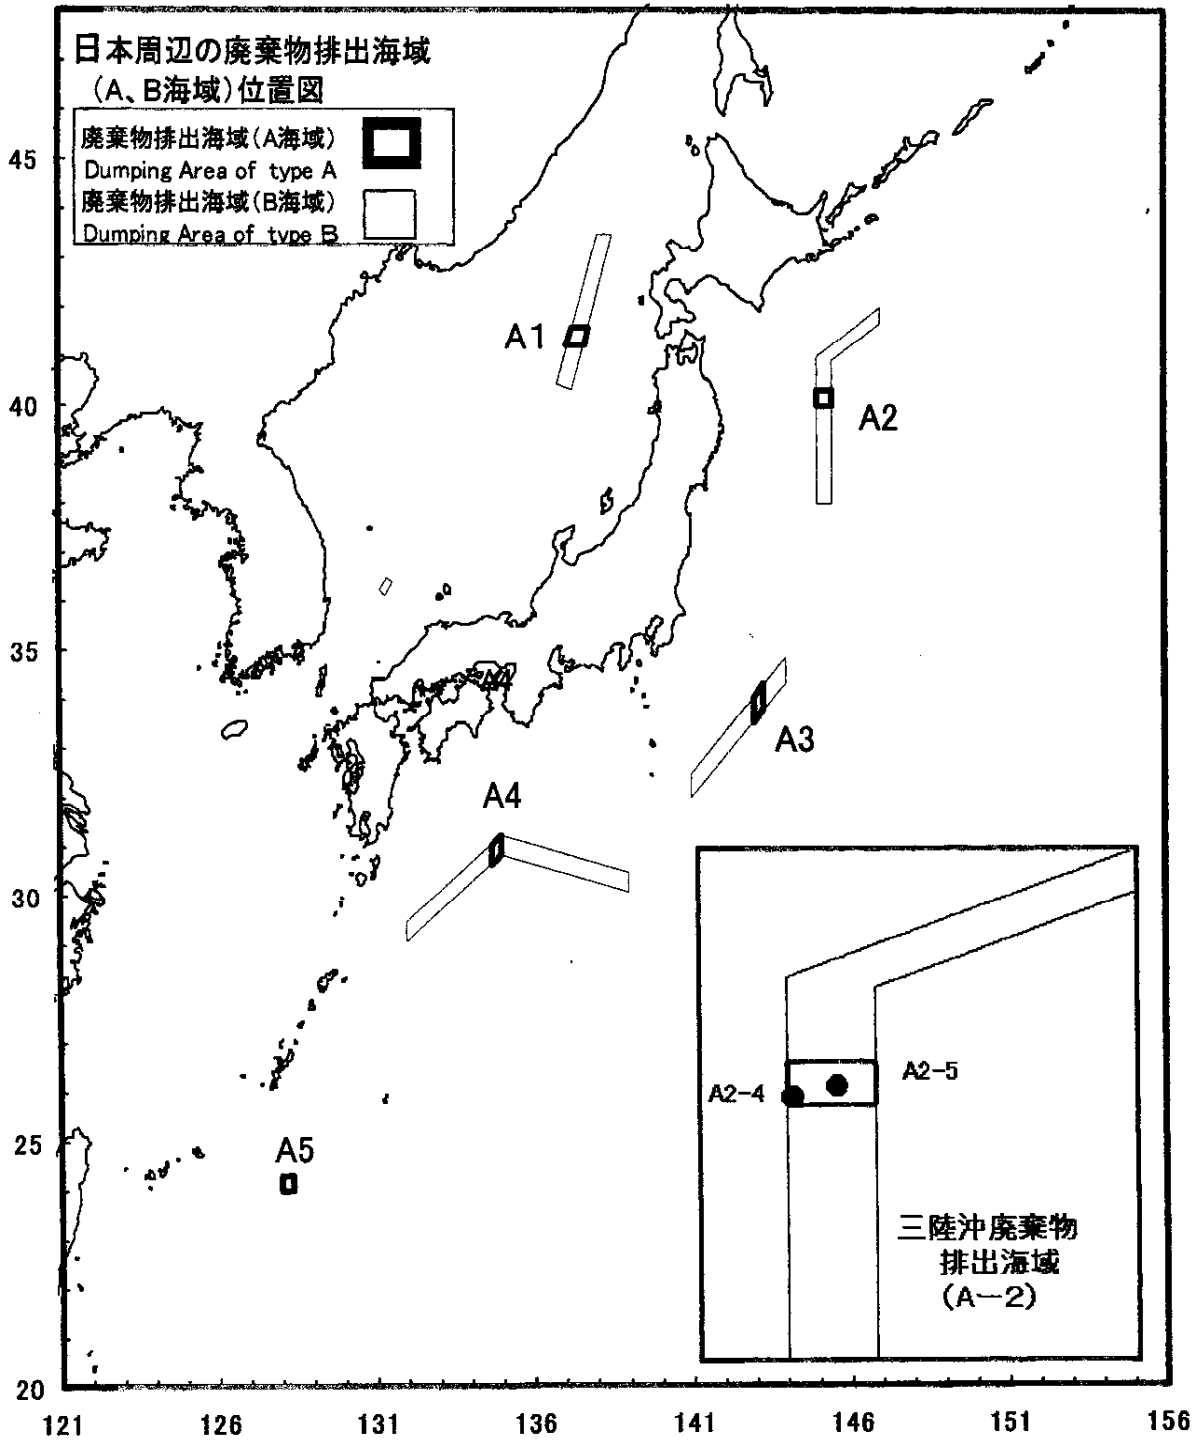 日本周辺の廃棄物排出海域
(A、B海域)位置図
廃棄物排出海域(A海域)
Dumping Area of type A
廃棄物排出海域(B海域)
Dumping Area of type B
45
40
35
30
25
20
121
126
131
136
141
146
151
156
A1
A2
A3
A4
A5
A2-4
A2-5
三陸沖廃棄物
排出海域
(A-2)